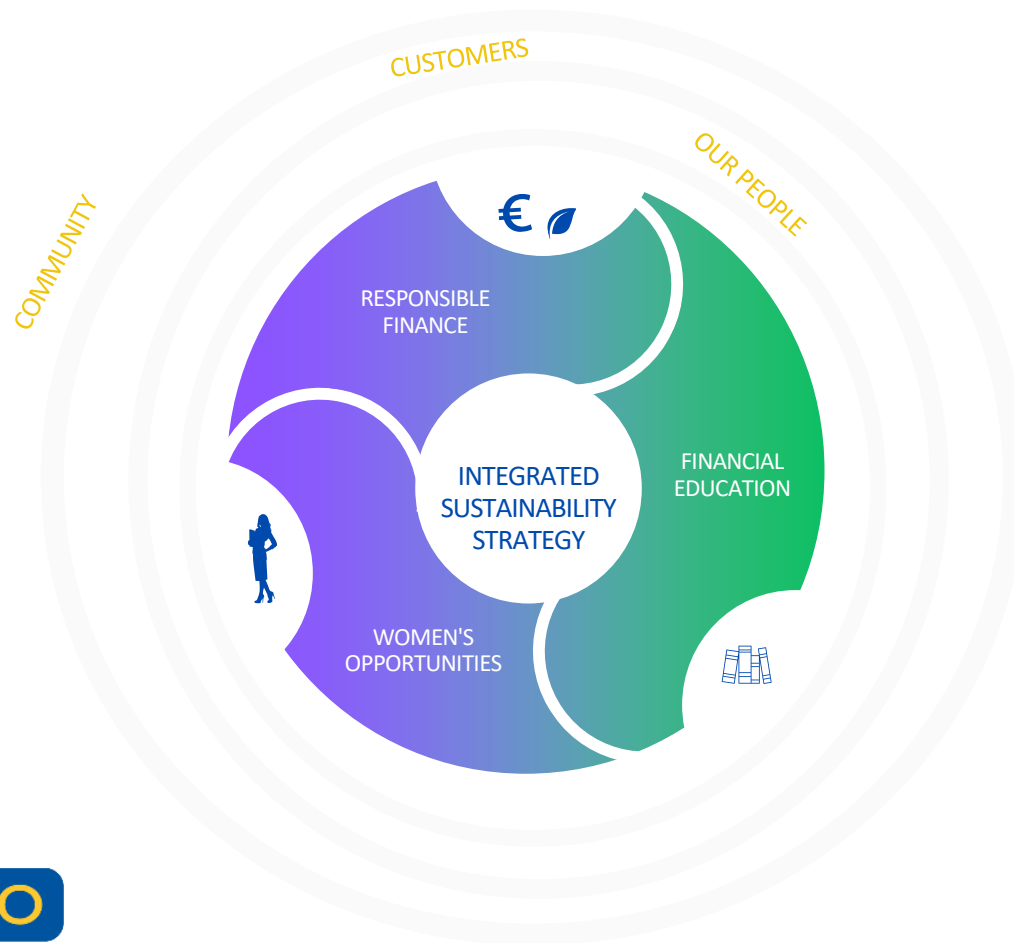 CUSTOMERS
OUR PEOPLE
COMMUNITY
€
RESPONSIBLE
FINANCE
FINANCIAL
EDUCATION
INTEGRATED
SUSTAINABILITY
STRATEGY
WOMEN'S
OPPORTUNITIES
O